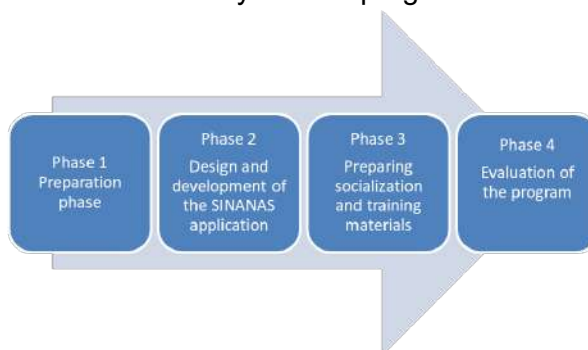 Phase 1
Preparation
phase
Phase 2
Design and
development of
the SINANAS
application
Phase 3
Preparing
socialization
and training
materials
Phase 4
Evaluation of
the program